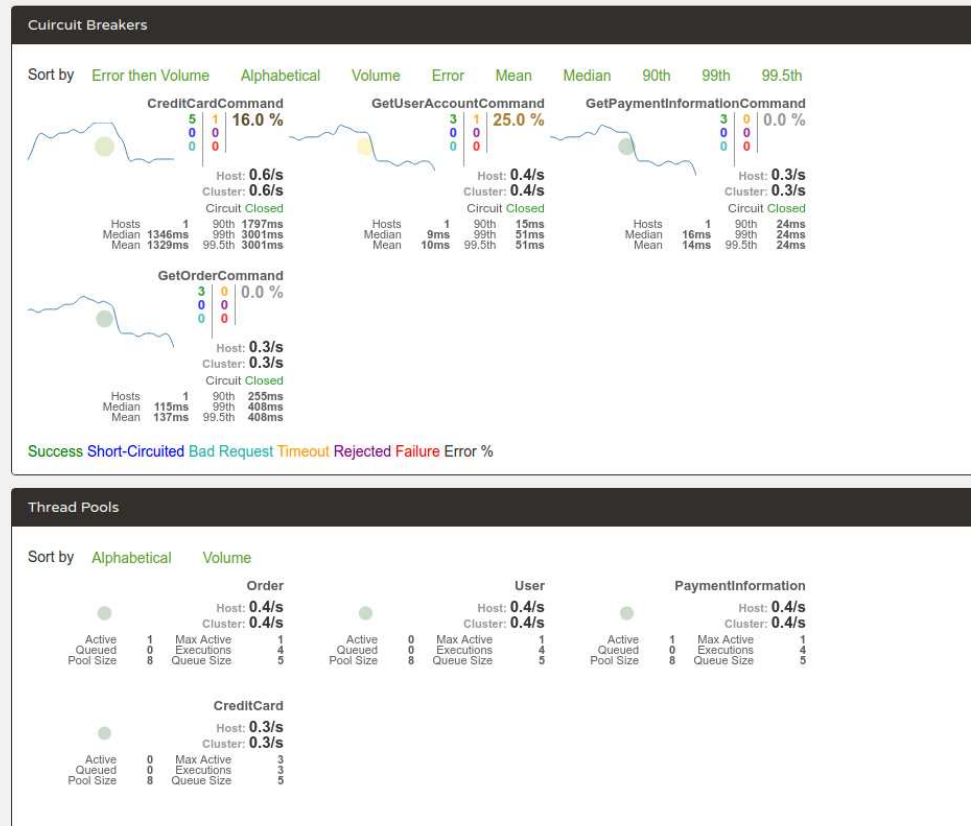 Cuircuit Breakers
Sort by Error then Volume Alphabetical Volume Error Mean Median 90th 99th 99.5th
CreditCardCommand GetUserAccountCommand GetPaymentInformationCommand
5 1 16.0 % 3 1 25.0 % 3 0 0.0 %
0 0 0 0 0 0
0 0 0 0 0 0
Host: 0.6/s Host: 0.4/s Host: 0.3/s
Cluster: 0.6/s Cluster: 0.4/s Cluster: 0.3/s
Circuit Closed Circuit Closed Circuit Closed
Hosts 1 90th 1797ms Hosts 1 90th 15ms Hosts 1 90th 24ms
Median 1346ms 99th 3001ms Median 9ms 99th 51ms Median 16ms 99th 24ms
Mean 1329ms 99.5th 3001ms Mean 10ms 99.5th 51ms Mean 14ms 99.5th 24ms
GetOrderCommand
3 0 0.0 %
0 0
0 0
Host: 0.3/s
Cluster: 0.3/s
Circuit Closed
Hosts 1 90th 255ms
Median 115ms 99th 408ms
Mean 137ms 99.5th 408ms
Success Short-Circuited Bad Request Timeout Rejected Failure Error %
Thread Pools
Sort by Alphabetical Volume
Order User PaymentInformation
Host: 0.4/s Host: 0.4/s Host: 0.4/s
Cluster: 0.4/s Cluster: 0.4/s Cluster: 0.4/s
Active 1 Max Active 1 Active 0 Max Active 1 Active 1 Max Active 1
Queued 0 Executions 4 Queued 0 Executions 4 Queued 0 Executions 4
Pool Size 8 Queue Size 5 Pool Size 8 Queue Size 5 Pool Size 8 Queue Size 5
CreditCard
Host: 0.3/s
Cluster: 0.3/s
Active 0 Max Active 3
Queued 0 Executions 3
Pool Size 8 Queue Size 5